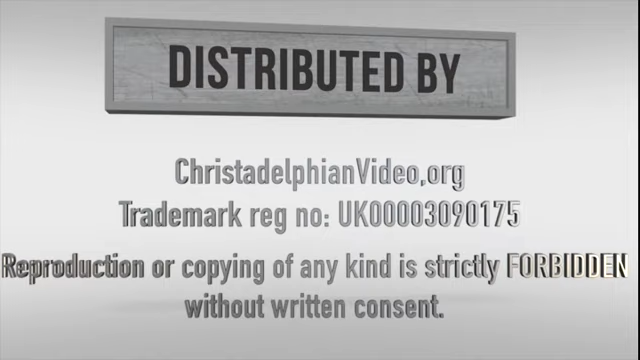 DISTRIBUTED BY
ChristadelphianVideo.org
Trademark reg no: UK00003090175
Reproduction or copying of any kind is strictly FORBIDDEN
without written consent.